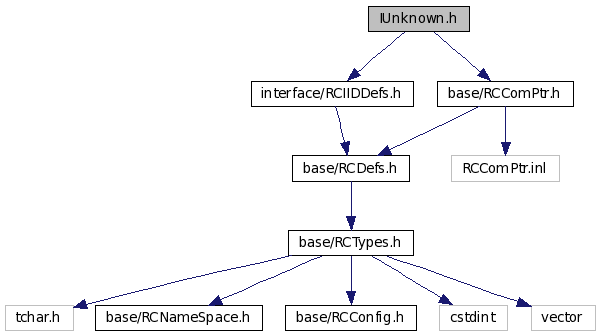 IUnknown.h
interface/RCIIDDefs.h
base/RCComPtr.h
base/RCDefs.h
RCComPtr.inl
base/RCTypes.h
tchar.h
base/RCNameSpace.h
base/RCConfig.h
cstdint
vector